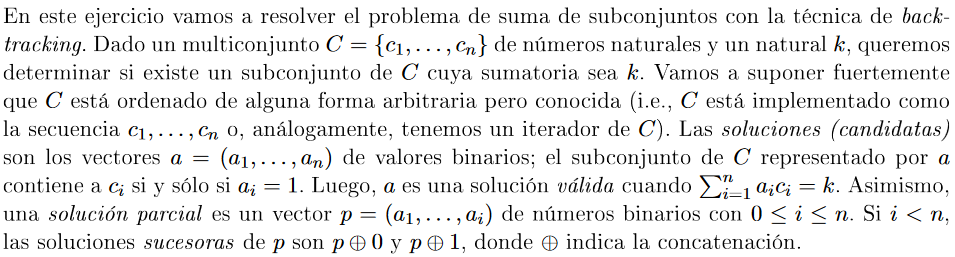 En este ejercicio vamos a resolver el problema de suma de subconjuntos con la técnica de back-
tracking. Dado un multiconjunto C = {c₁, . . . , cₙ} de números naturales y un natural k, queremos
determinar si existe un subconjunto de C cuya sumatoria sea k. Vamos a suponer fuertemente
que C está ordenado de alguna forma arbitraria pero conocida (i.e., C está implementado como
la secuencia c₁, . . . , cₙ o, análogamente, tenemos un iterador de C). Las soluciones (candidatas)
son los vectores a = (a₁, . . . , aₙ) de valores binarios; el subconjunto de C representado por a
contiene a cᵢ si y sólo si aᵢ = 1. Luego, a es una solución válida cuando ∑ⁿᵢ₌₁ aᵢcᵢ = k. Asimismo,
una solución parcial es un vector p = (a₁, . . . , aᵢ) de números binarios con 0 ≤ i ≤ n. Si i < n,
las soluciones sucesoras de p son p ⊕ 0 y p ⊕ 1, donde ⊕ indica la concatenación.